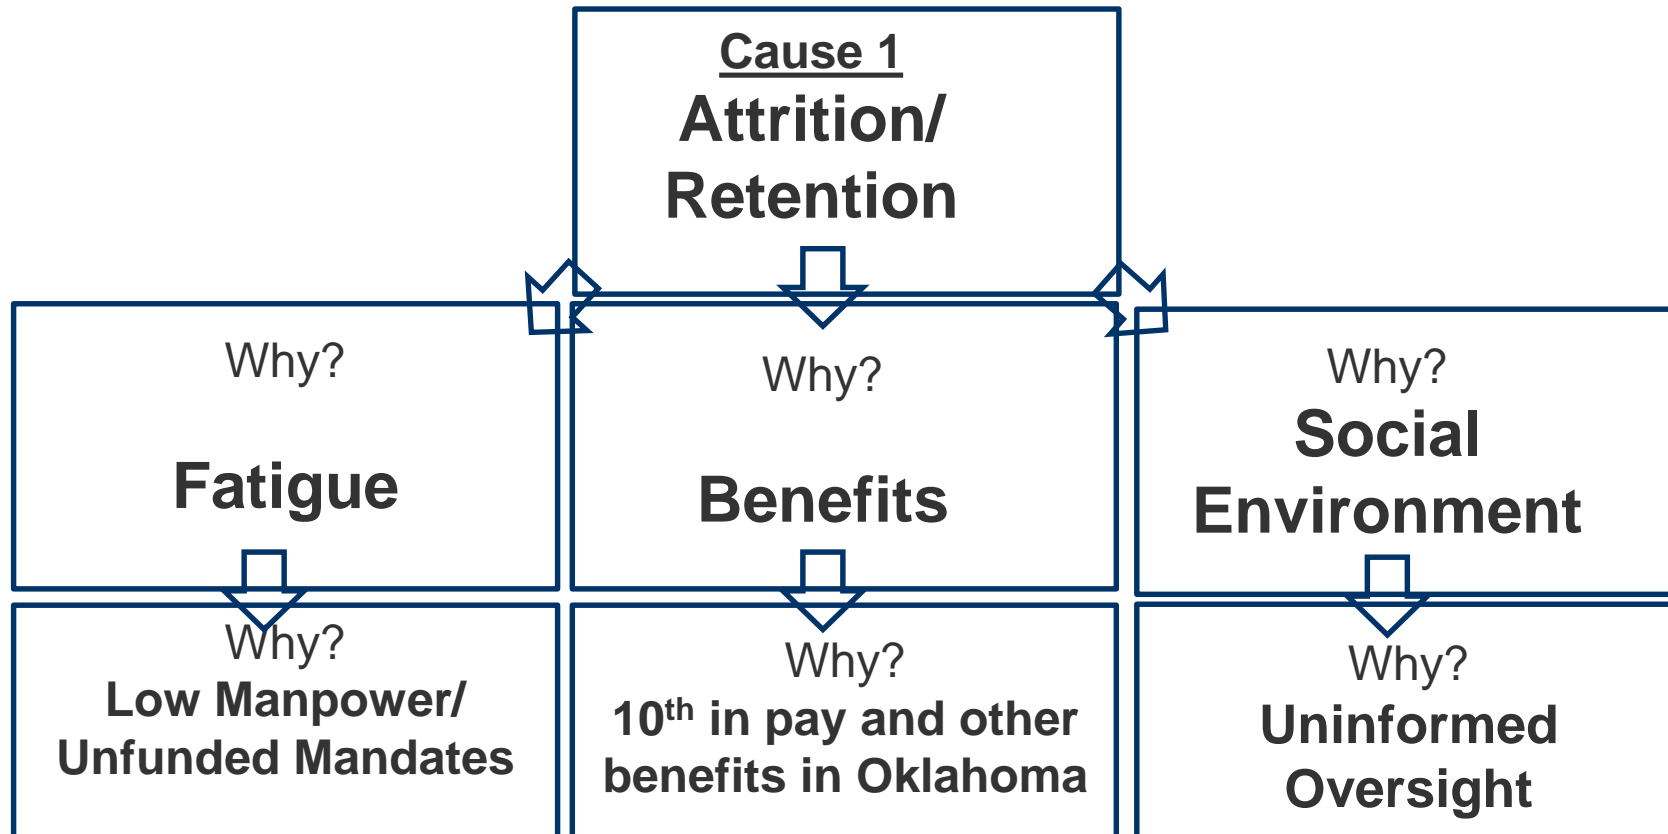 Cause 1
Attrition/
Retention
Why?
Fatigue
Why?
Benefits
Why?
Social
Environment
Why?
Low Manpower/
Unfunded Mandates
Why?
10th in pay and other
benefits in Oklahoma
Why?
Uninformed
Oversight